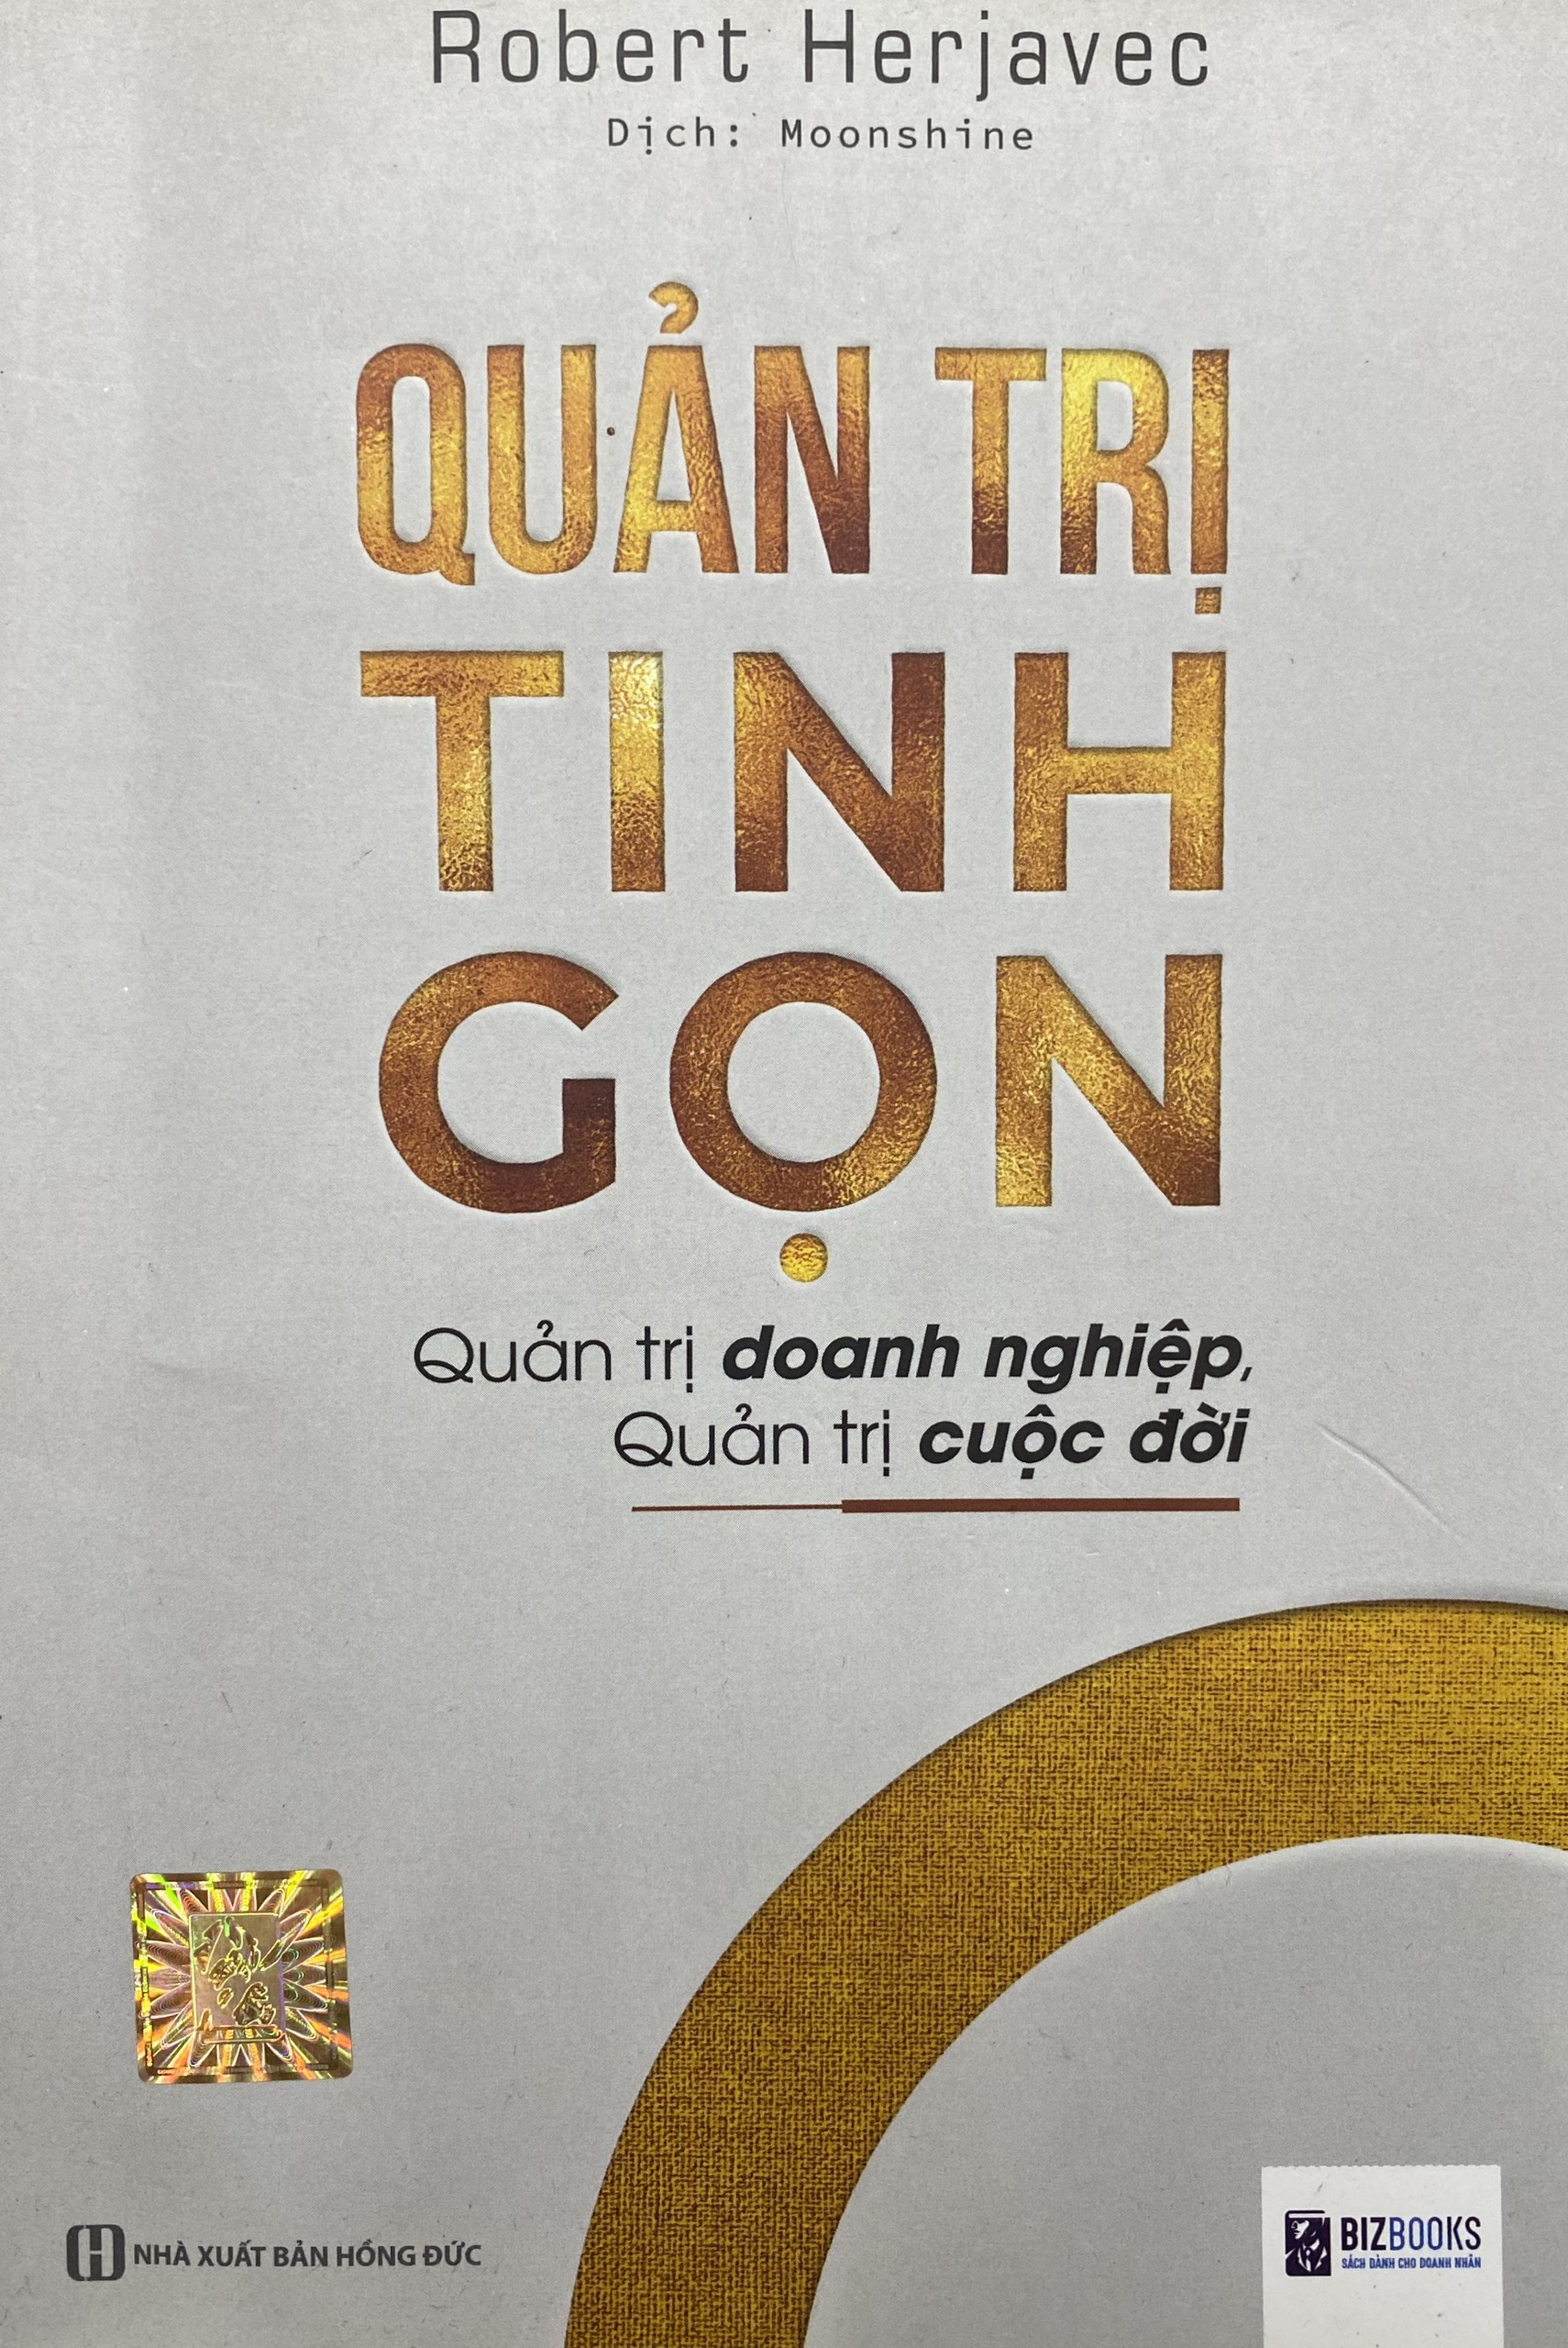 Robert Herjavec
Dịch: Moonshine
QUẢN TRỊ
TINH
GỌN
Quản trị doanh nghiệp,
Quản trị cuộc đời
NHÀ XUẤT BẢN HỒNG ĐỨC
BIZBOOKS
SÁCH DÀNH CHO DOANH NHÂN